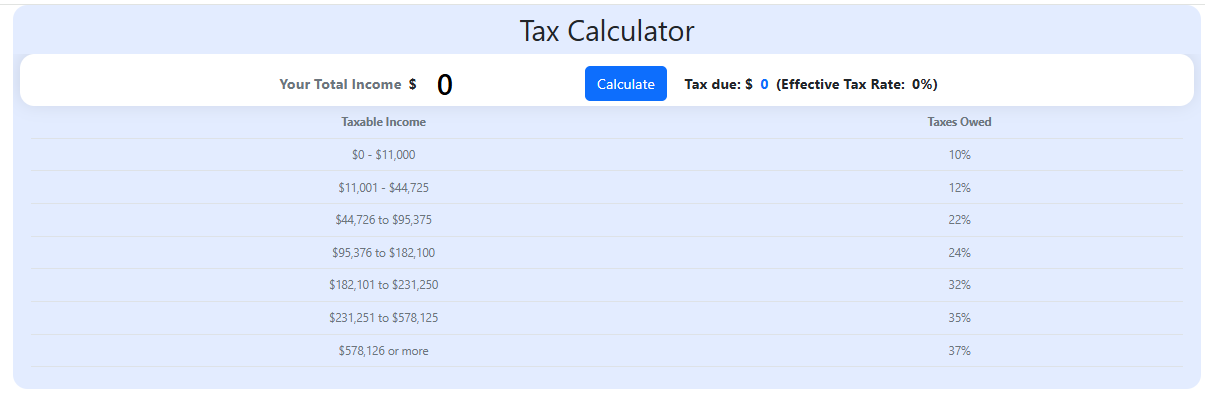 Tax Calculator
Your Total Income $ 0 Calculate Tax due: $ 0 (Effective Tax Rate: 0%)
Taxable Income Taxes Owed
$0 - $11,000 10%
$11,001 - $44,725 12%
$44,726 to $95,375 22%
$95,376 to $182,100 24%
$182,101 to $231,250 32%
$231,251 to $578,125 35%
$578,126 or more 37%